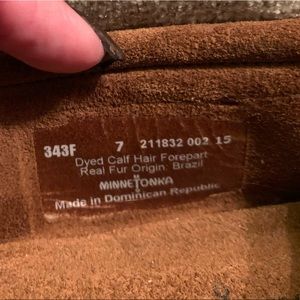 343F 7 211832 002 15
Dyed Calf Hair Forepart
Real Fur Origin: Brazil
MINNETONKA
Made in Dominican Republic